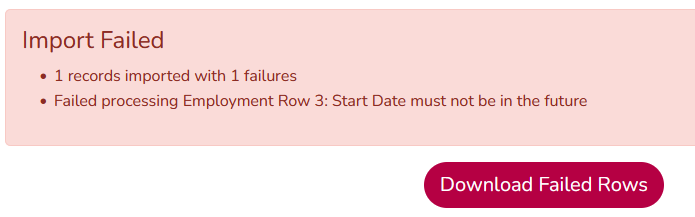 Import Failed
• 1 records imported with 1 failures
• Failed processing Employment Row 3: Start Date must not be in the future
Download Failed Rows